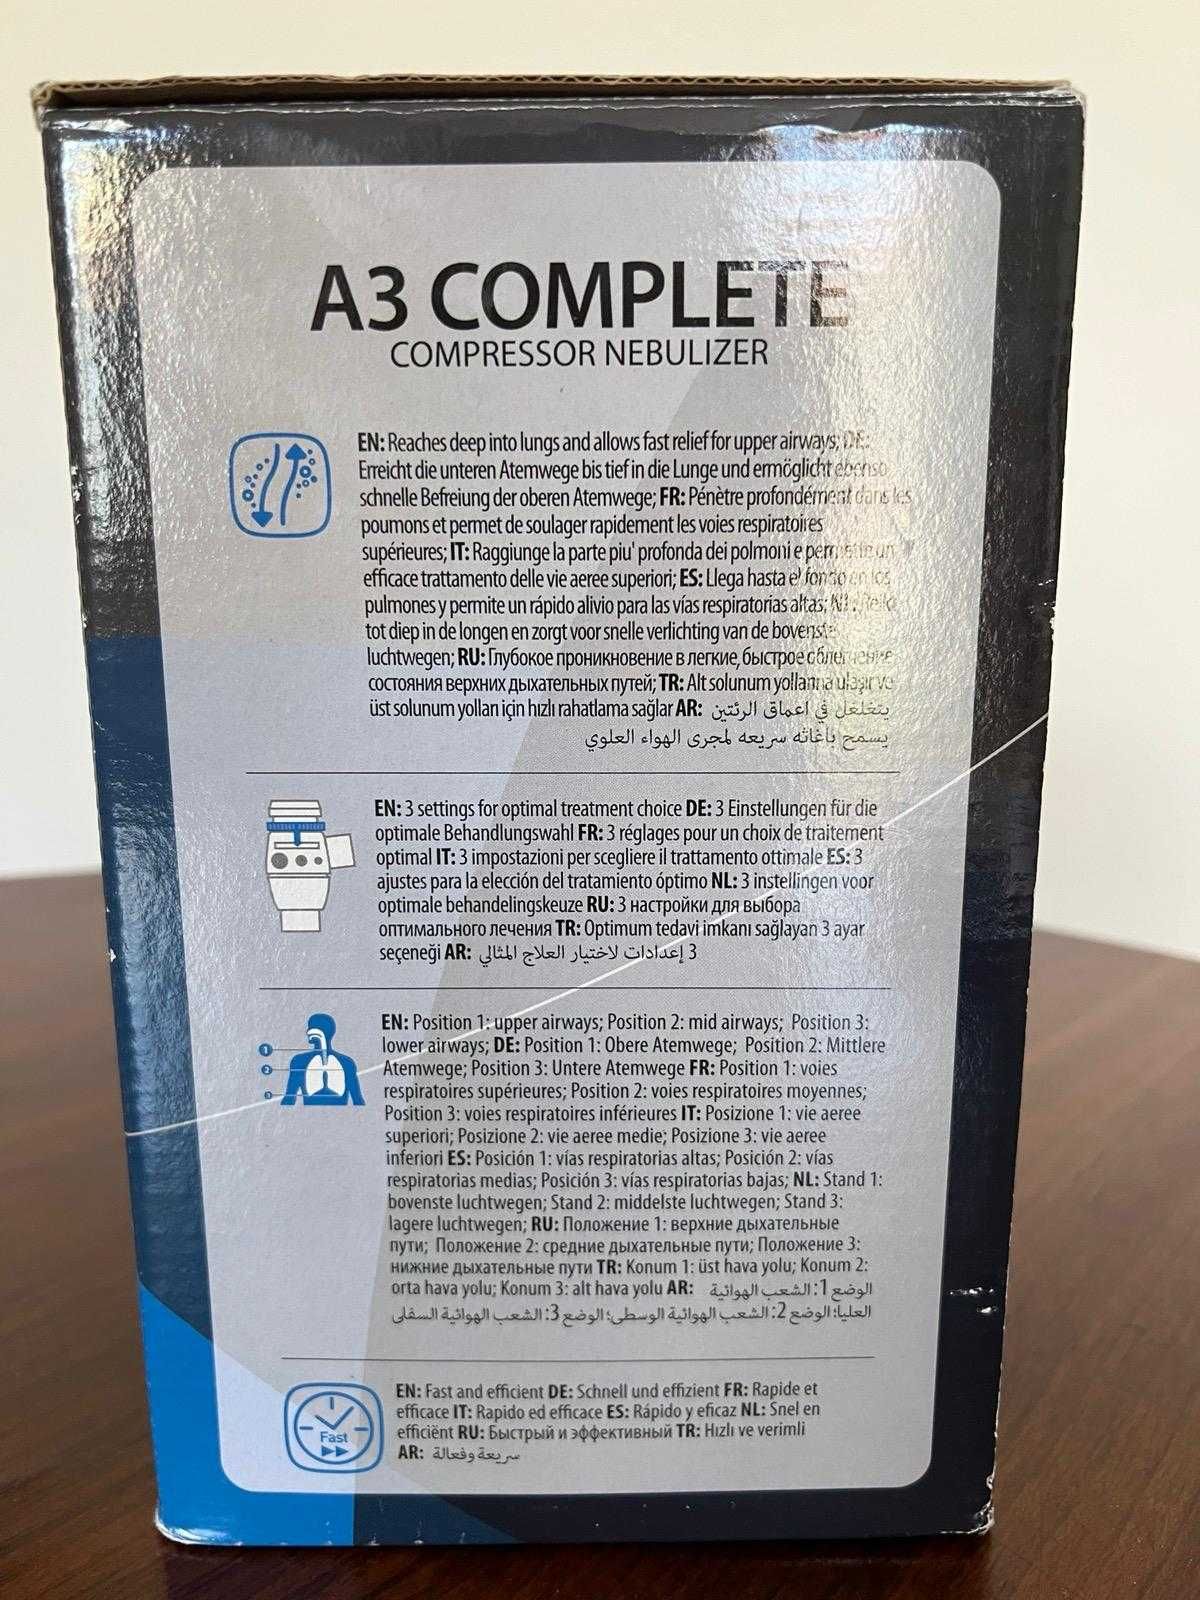 A3 COMPLETE
COMPRESSOR NEBULIZER
EN: Reaches deep into lungs and allows fast relief for upper airways; DE:
Erreicht die unteren Atemwege bis tief in die Lunge und ermöglicht ebenso
schnelle Befreiung der oberen Atemwege; FR: Pénètre profondément dans les
poumons et permet de soulager rapidement les voies respiratoires
supérieures; IT: Raggiunge la parte piu' profonda dei polmoni e permette un
efficace trattamento delle vie aeree superiori; ES: Llega hasta el fondo en los
pulmones y permite un rápido alivio para las vías respiratorias altas; NL:
tot diep in de longen en zorgt voor snelle verlichting van de bovenste
luchtwegen; RU: Глубокое проникновение в легкие, быстрое облегчение
состояния верхних дыхательных путей; TR: Alt solunum yollarına ulaşır ve
üst solunum yolları için hızlı rahatlama sağlar AR: يتغلغل في اعماق الرئتين
يسمح بأغاثه سريعه لمجرى الهواء العلوي
EN: 3 settings for optimal treatment choice DE: 3 Einstellungen für die
optimale Behandlungswahl FR: 3 réglages pour un choix de traitement
optimal IT: 3 impostazioni per scegliere il trattamento ottimale ES: 3
ajustes para la elección del tratamiento óptimo NL: 3 instellingen voor
optimale behandelingskeuze RU: 3 настройки для выбора
оптимального лечения TR: Optimum tedavi imkanı sağlayan 3 ayar
seçeneği AR: 3 إعدادات لاختيار العلاج المثالي
1
2
3
EN: Position 1: upper airways; Position 2: mid airways; Position 3:
lower airways; DE: Position 1: Obere Atemwege; Position 2: Mittlere
Atemwege; Position 3: Untere Atemwege FR: Position 1: voies
respiratoires supérieures; Position 2: voies respiratoires moyennes;
Position 3: voies respiratoires inférieures IT: Posizione 1: vie aeree
superiori; Posizione 2: vie aeree medie; Posizione 3: vie aeree
inferiori ES: Posición 1: vías respiratorias altas; Posición 2: vías
respiratorias medias; Posición 3: vías respiratorias bajas; NL: Stand 1:
bovenste luchtwegen; Stand 2: middelste luchtwegen; Stand 3:
lagere luchtwegen; RU: Положение 1: верхние дыхательные
пути; Положение 2: средние дыхательные пути; Положение 3:
нижние дыхательные пути TR: Konum 1: üst hava yolu; Konum 2:
orta hava yolu; Konum 3: alt hava yolu AR: الوضع 1: الشعب الهوائية
العليا؛ الوضع 2: الشعب الهوائية الوسطى؛ الوضع 3: الشعب الهوائية السفلى
Fast
EN: Fast and efficient DE: Schnell und effizient FR: Rapide et
efficace IT: Rapido ed efficace ES: Rápido y eficaz NL: Snel en
efficiënt RU: Быстрый и эффективный TR: Hızlı ve verimli
AR: سريعة وفعالة